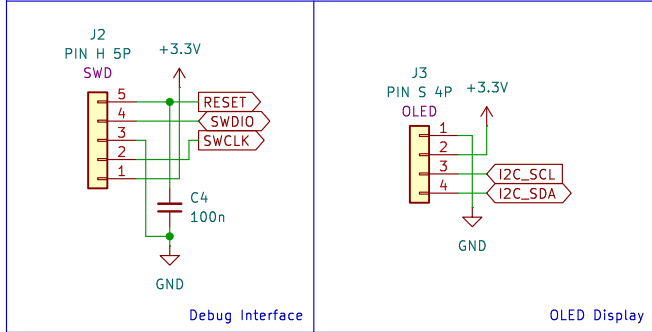 J2
PIN H 5P
SWD
+3.3V
5
4
3
2
1
RESET
SWDIO
SWCLK
C4
100n
GND
Debug Interface
J3
PIN S 4P
OLED
+3.3V
1
2
3
4
I2C_SCL
I2C_SDA
GND
OLED Display